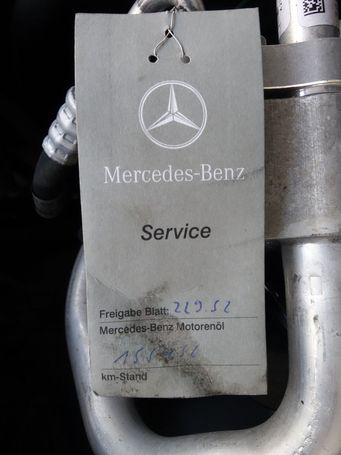 Mercedes-Benz
Service
Freigabe Blatt: 229.52
Mercedes-Benz Motorenöl
km-Stand